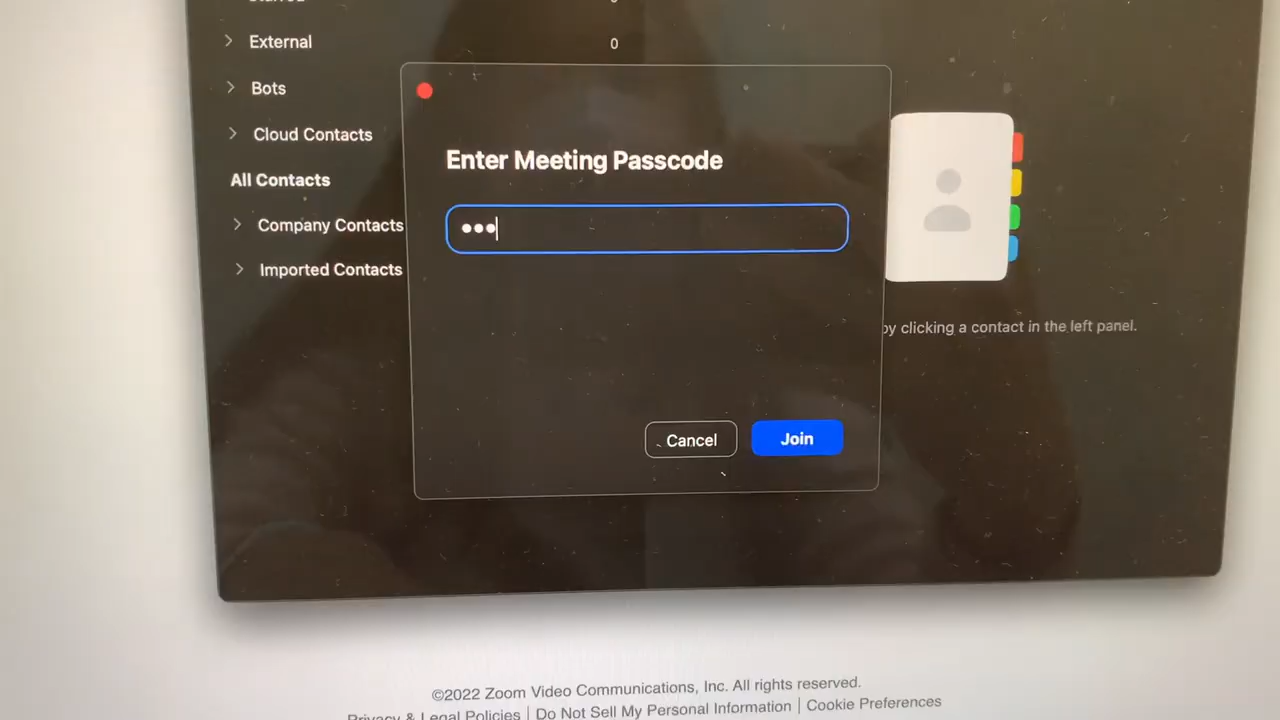 External
0
Bots
Cloud Contacts
All Contacts
Company Contacts
Imported Contacts
Enter Meeting Passcode
by clicking a contact in the left panel.
Cancel
Join
©2022 Zoom Video Communications, Inc. All rights reserved.
Privacy & Legal Policies | Do Not Sell My Personal Information | Cookie Preferences